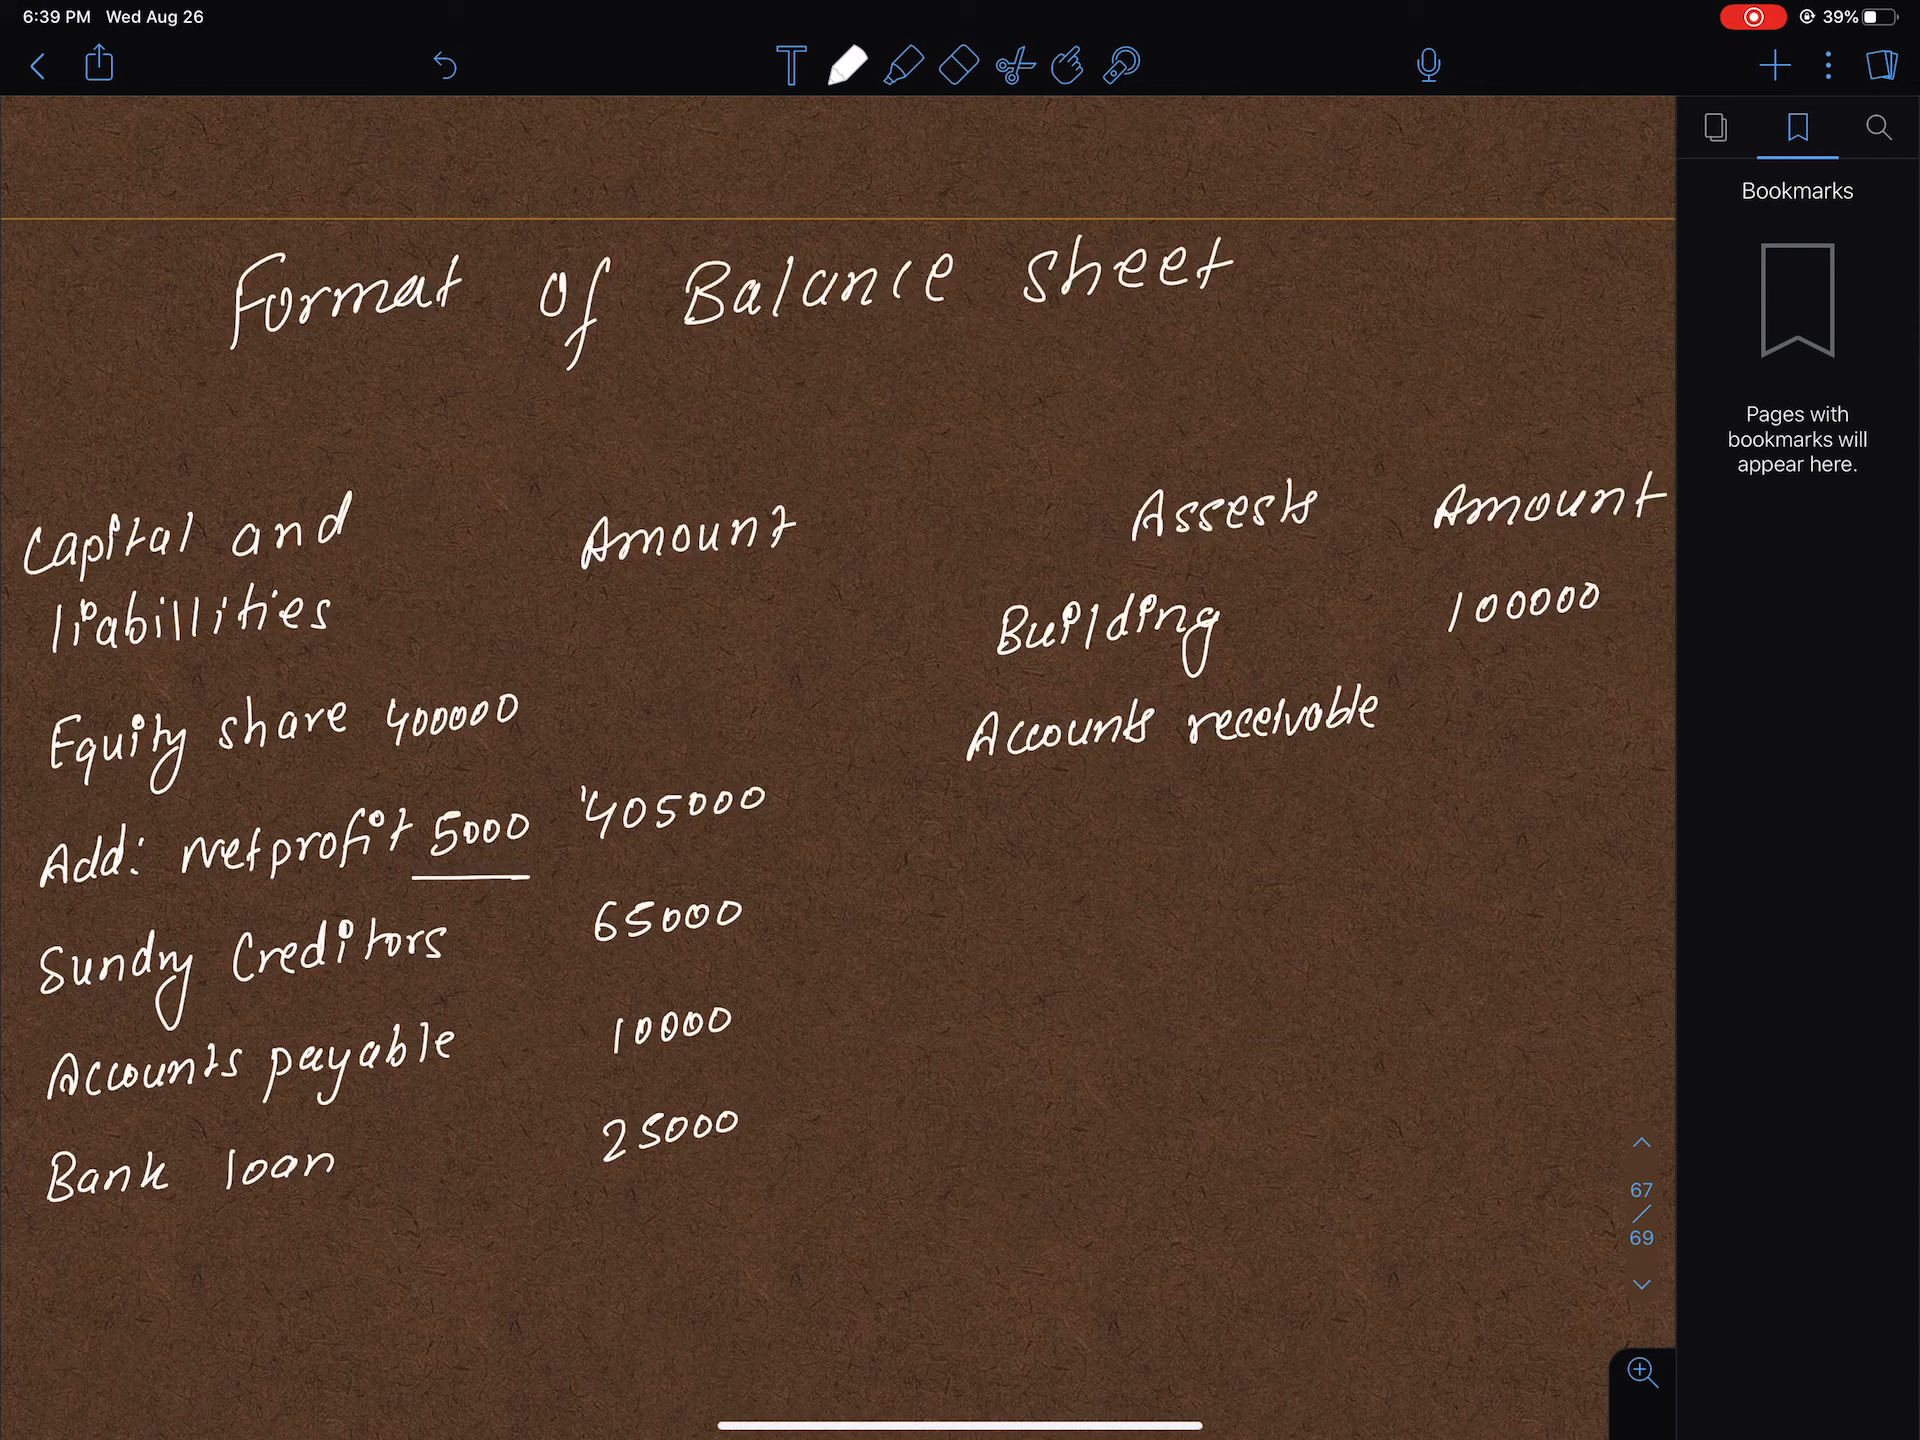 6:39 PM Wed Aug 26
39%
Bookmarks
Pages with
bookmarks will
appear here.
Format of Balance sheet
Capital and
liabillities
Amount
Equity share 400000
Add: Netprofit 5000 405000
Sundry Creditors 65000
Accounts payable 10000
Bank loan 25000
Assests Amount
Building 100000
Accounts receivable
67
/
69